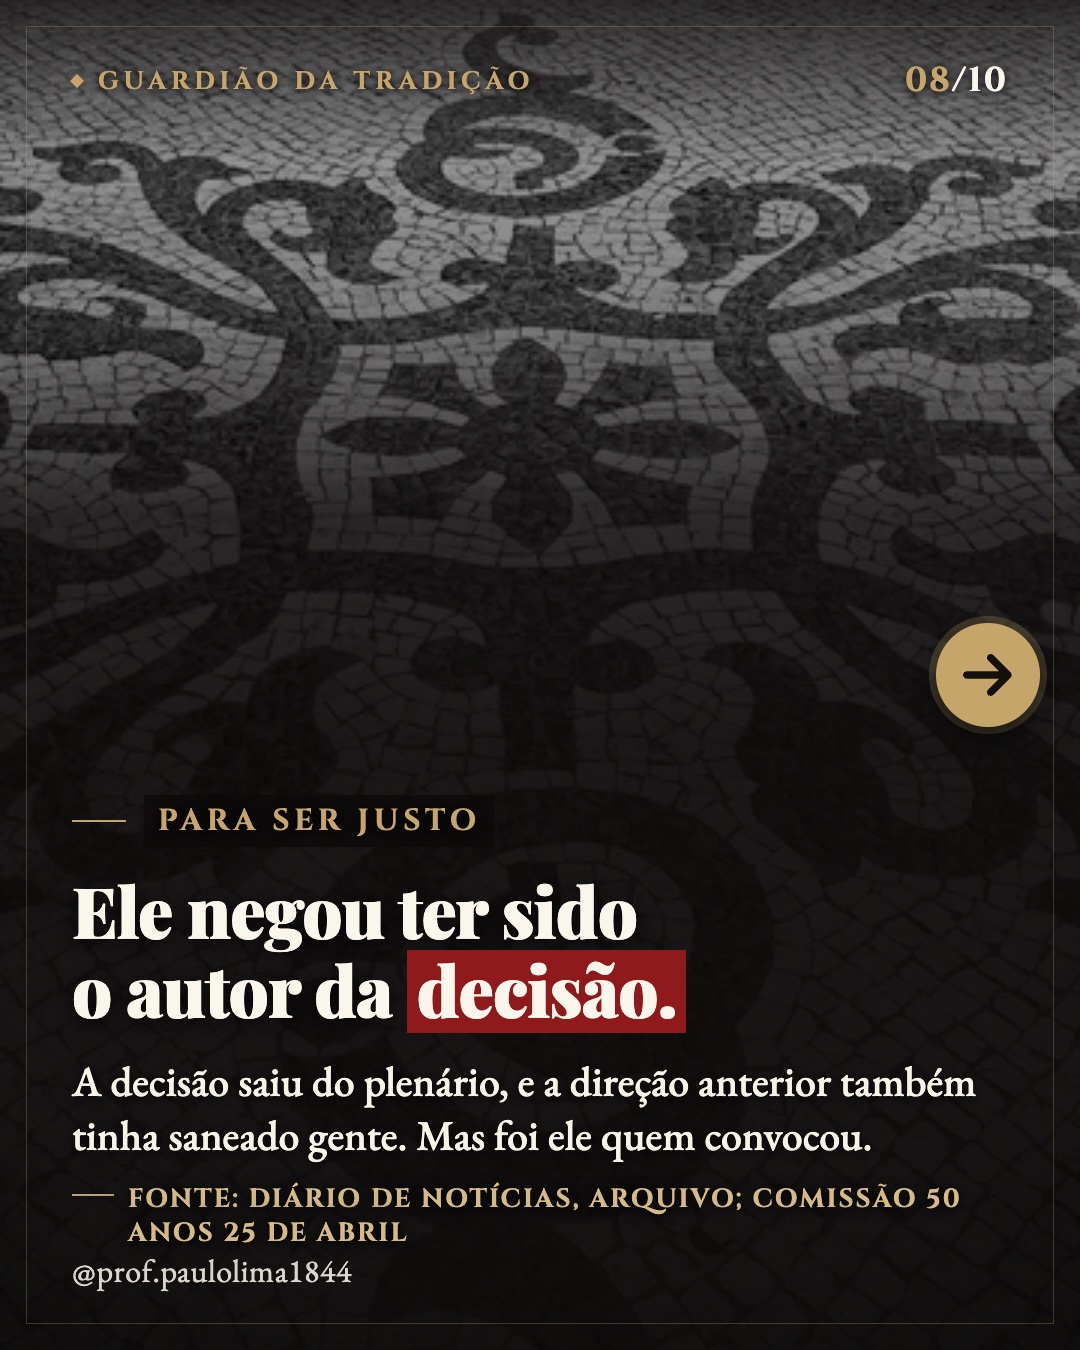 GUARDIÃO DA TRADIÇÃO
08/10
PARA SER JUSTO
Ele negou ter sido
o autor da decisão.
A decisão saiu do plenário, e a direção anterior também
tinha saneado gente. Mas foi ele quem convocou.
FONTE: DIÁRIO DE NOTÍCIAS, ARQUIVO; COMISSÃO 50
ANOS 25 DE ABRIL
@prof.paulolima1844